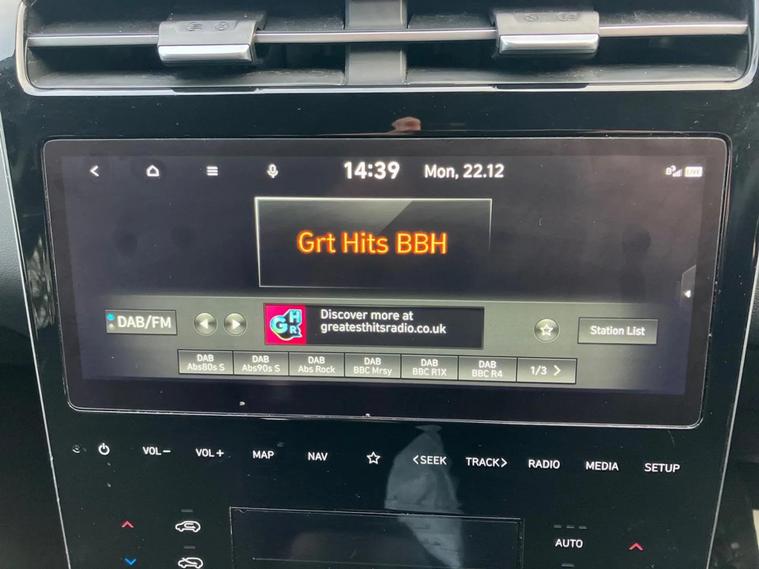 14:39 Mon, 22.12 LIVE
Grt Hits BBH
DAB/FM
GHR
Discover more at
greatesthitsradio.co.uk
Station List
DAB
Abs80s S
DAB
Abs90s S
DAB
Abs Rock
DAB
BBC Mrsy
DAB
BBC R1X
DAB
BBC R4
1/3 >
VOL− VOL+ MAP NAV <SEEK TRACK> RADIO MEDIA SETUP
AUTO